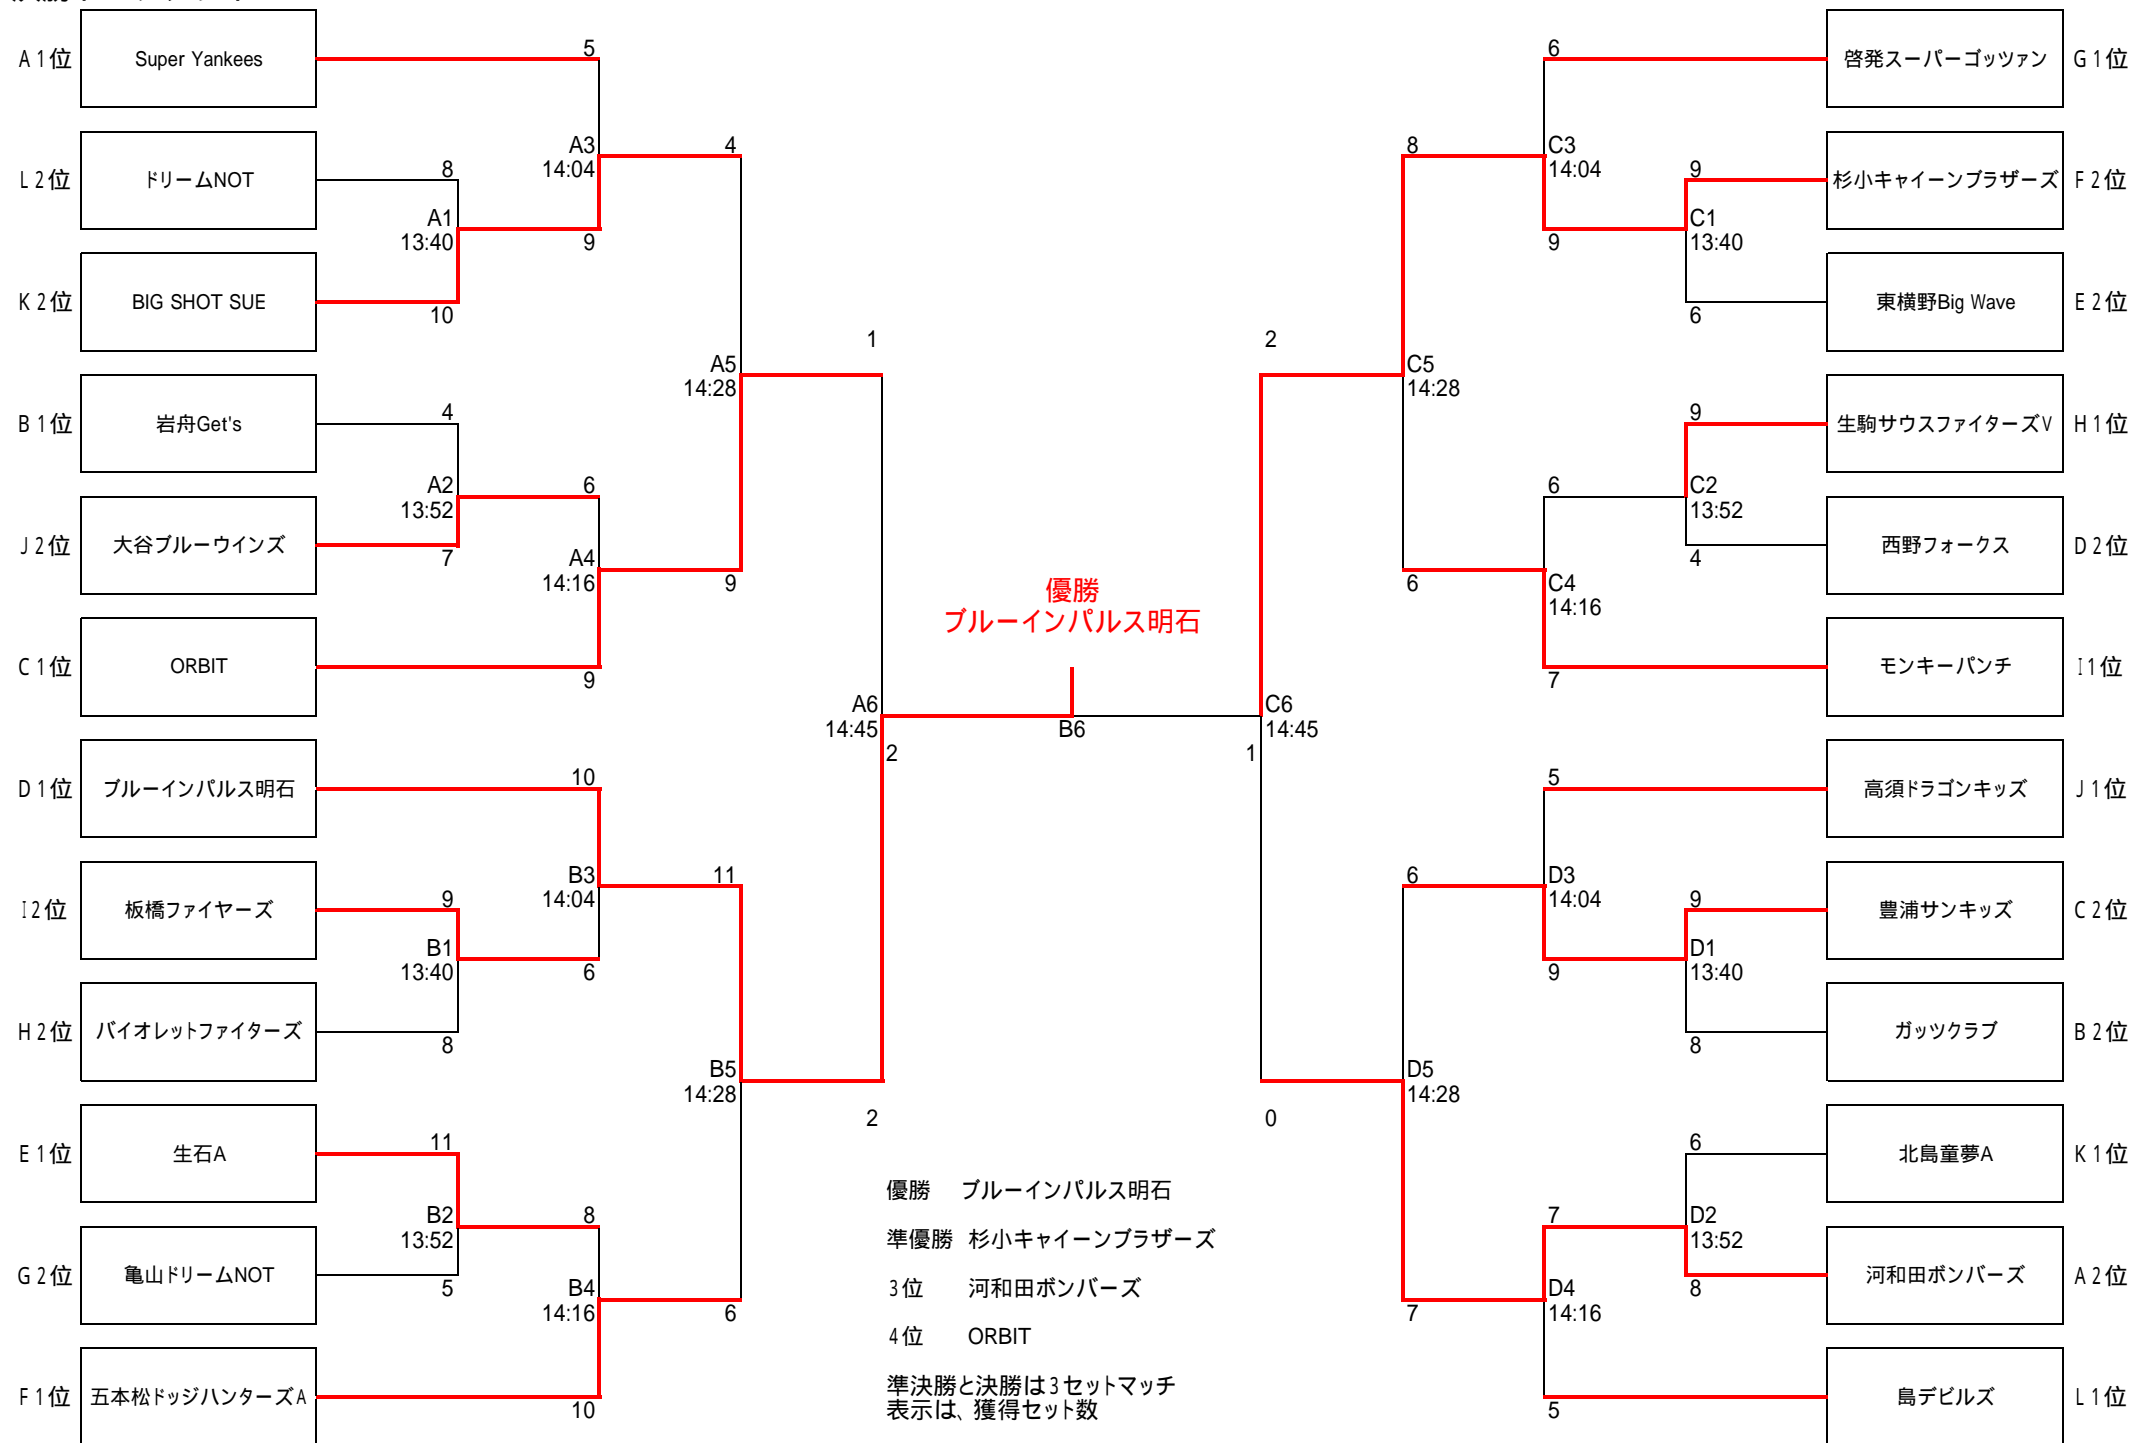 A1位 Super Yankees 5
L2位 ドリームNOT 8
A1
13:40
K2位 BIG SHOT SUE 10
A3
14:04
9
4
B1位 岩舟Get's 4
A2
13:52
J2位 大谷ブルーウインズ 7
6
A4
14:16
C1位 ORBIT 9
9
A5
14:28
1
D1位 ブルーインパルス明石 10
I2位 板橋ファイヤーズ 9
B1
13:40
H2位 バイオレットファイターズ 8
B3
14:04
6
11
E1位 生石A 11
B2
13:52
G2位 亀山ドリームNOT 5
8
B4
14:16
F1位 五本松ドッジハンターズA 10
6
B5
14:28
2
A6
14:45
2
優勝
ブルーインパルス明石
B6
1
C6
14:45
6 啓発スーパーゴッツァン G1位
9 杉小キャイーンブラザーズ F2位
C1
13:40
6 東横野Big Wave E2位
C3
14:04
9
8
9 生駒サウスファイターズV H1位
C2
13:52
4 西野フォークス D2位
6
C4
14:16
7 モンキーパンチ I1位
6
C5
14:28
2
5 高須ドラゴンキッズ J1位
9 豊浦サンキッズ C2位
D1
13:40
8 ガッツクラブ B2位
D3
14:04
9
6
6 北島童夢A K1位
D2
13:52
8 河和田ボンバーズ A2位
7
D4
14:16
5 島デビルズ L1位
7
D5
14:28
0
優勝 ブルーインパルス明石
準優勝 杉小キャイーンブラザーズ
3位 河和田ボンバーズ
4位 ORBIT
準決勝と決勝は3セットマッチ
表示は、獲得セット数